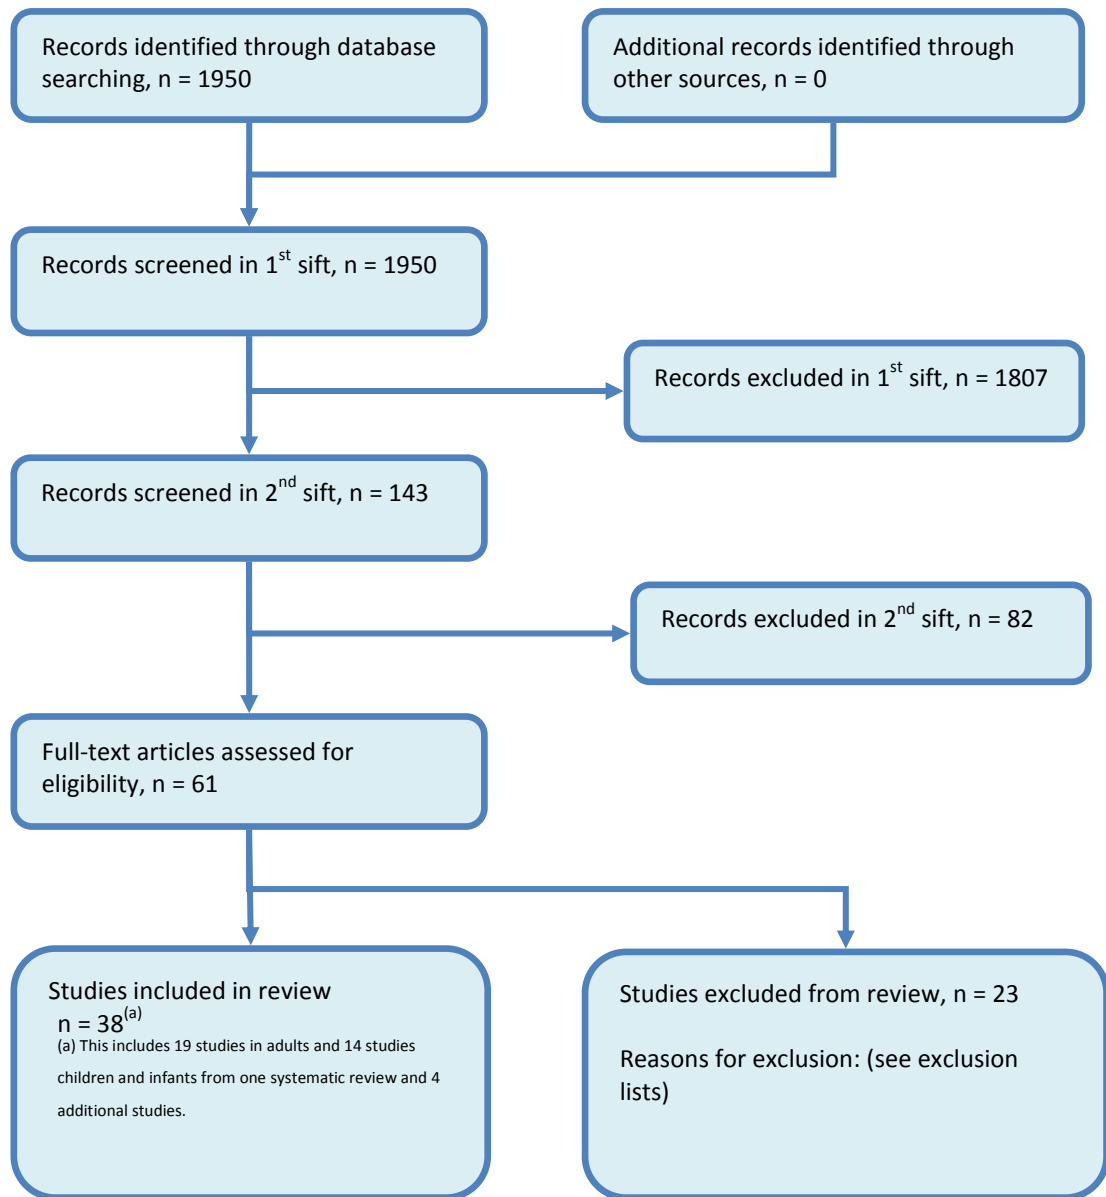 Records identified through database
searching, n = 1950
Additional records identified through
other sources, n = 0
Records screened in 1st sift, n = 1950
Records excluded in 1st sift, n = 1807
Records screened in 2nd sift, n = 143
Records excluded in 2nd sift, n = 82
Full-text articles assessed for
eligibility, n = 61
Studies included in review
n = 38(a)
(a) This includes 19 studies in adults and 14 studies
children and infants from one systematic review and 4
additional studies.
Studies excluded from review, n = 23
Reasons for exclusion: (see exclusion
lists)